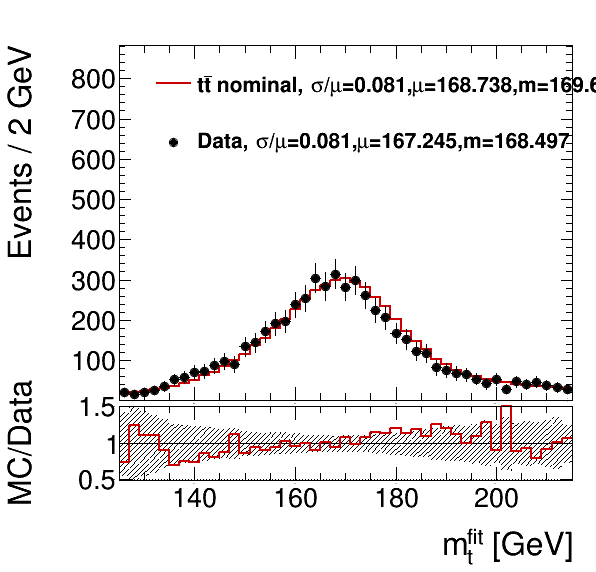 Events / 2 GeV
800
700
600
500
400
300
200
100
tt̄ nominal, σ/μ=0.081,μ=168.738,m=169.6
Data, σ/μ=0.081,μ=167.245,m=168.497
MC/Data
1.5
1
0.5
140 160 180 200
m_t^fit [GeV]